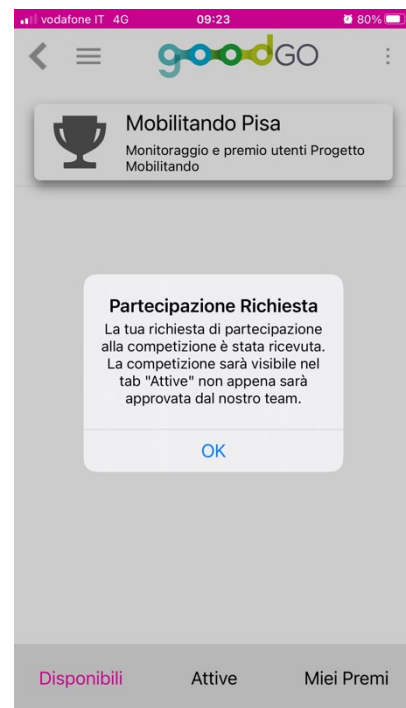 vodafone IT 4G 09:23 80%
goodGO
Mobilitando Pisa
Monitoraggio e premio utenti Progetto
Mobilitando
Partecipazione Richiesta
La tua richiesta di partecipazione
alla competizione è stata ricevuta.
La competizione sarà visibile nel
tab "Attive" non appena sarà
approvata dal nostro team.
OK
Disponibili Attive Miei Premi